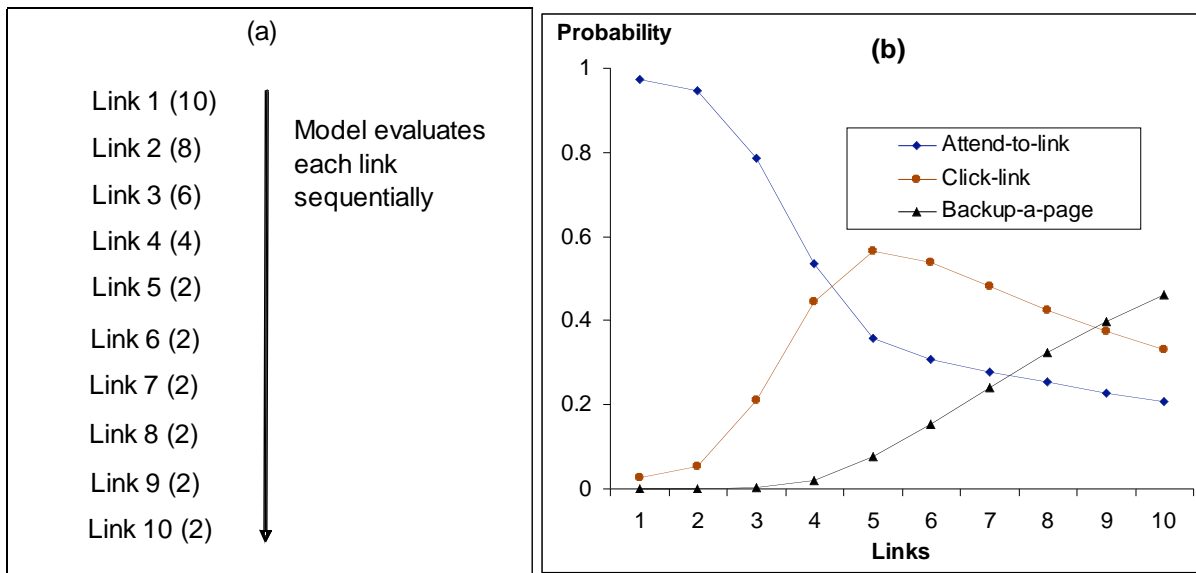 (a)
Link 1 (10)
Link 2 (8)
Link 3 (6)
Link 4 (4)
Link 5 (2)
Link 6 (2)
Link 7 (2)
Link 8 (2)
Link 9 (2)
Link 10 (2)
Model evaluates
each link
sequentially
Probability
(b)
1
0.8
0.6
0.4
0.2
0
Attend-to-link
Click-link
Backup-a-page
1 2 3 4 5 6 7 8 9 10
Links